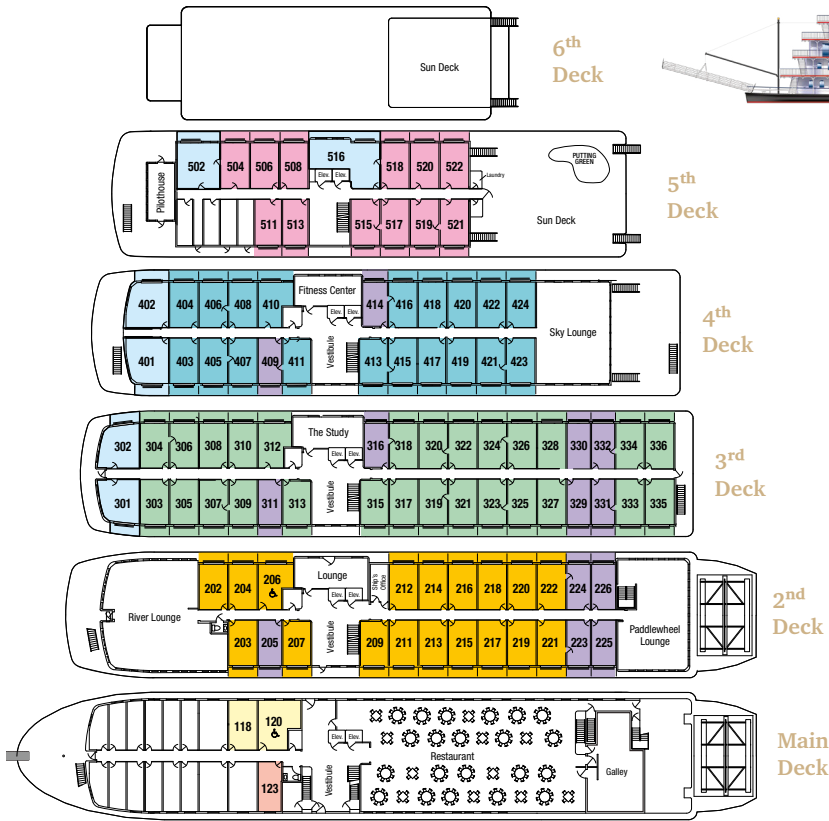 Sun Deck
6th
Deck
502 504 506 508 516 518 520 522
Elev. Elev.
PUTTING
GREEN
Laundry
Pilothouse
Sun Deck
511 513 515 517 519 521
5th
Deck
402 404 406 408 410 Fitness Center 414 416 418 420 422 424
Elev. Elev.
Sky Lounge
401 403 405 407 409 411 Vestibule 413 415 417 419 421 423
4th
Deck
302 304 306 308 310 312 The Study 316 318 320 322 324 326 328 330 332 334 336
Elev. Elev.
301 303 305 307 309 311 313 Vestibule 315 317 319 321 323 325 327 329 331 333 335
3rd
Deck
202 204 206 Lounge Ship's
Office 212 214 216 218 220 222 224 226
Elev. Elev.
River Lounge
203 205 207 Vestibule 209 211 213 215 217 219 221 223 225
Paddlewheel
Lounge
2nd
Deck
118 120
Elev. Elev.
Restaurant
123 Vestibule
Galley
Main
Deck